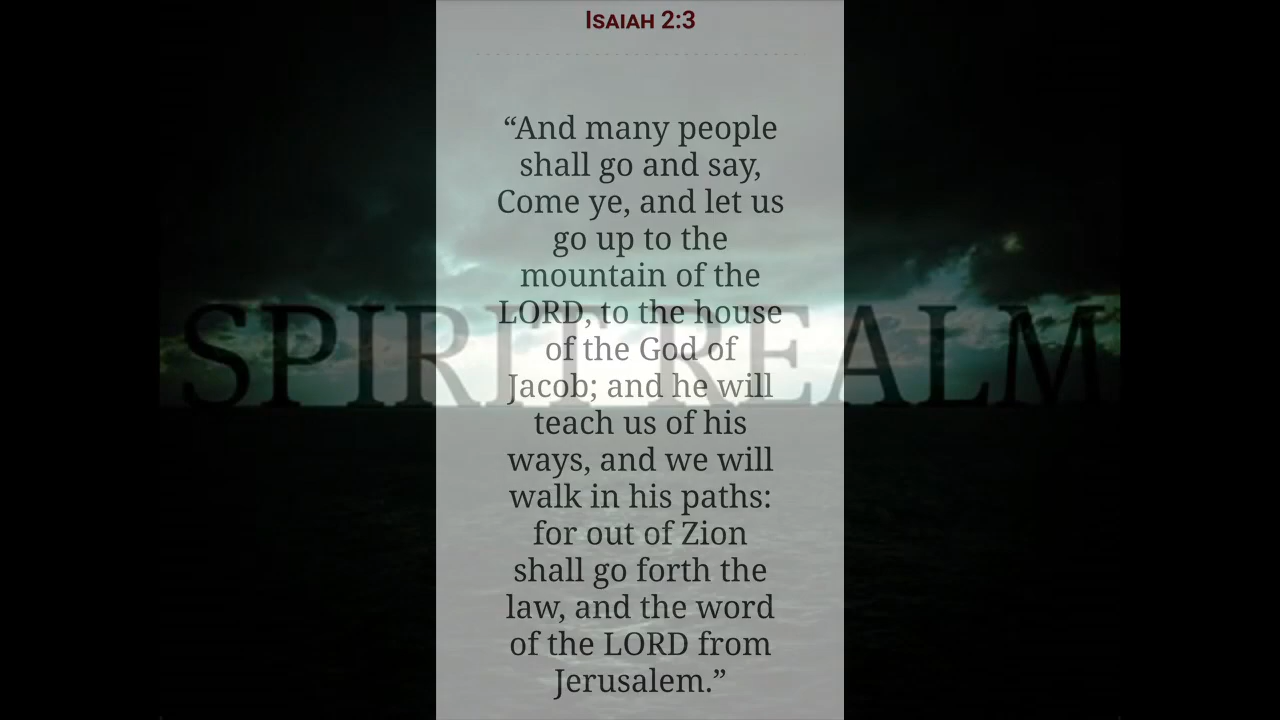 ISAIAH 2:3
“And many people
shall go and say,
Come ye, and let us
go up to the
mountain of the
LORD, to the house
of the God of
Jacob; and he will
teach us of his
ways, and we will
walk in his paths:
for out of Zion
shall go forth the
law, and the word
of the LORD from
Jerusalem.”
SPIRIT REALM